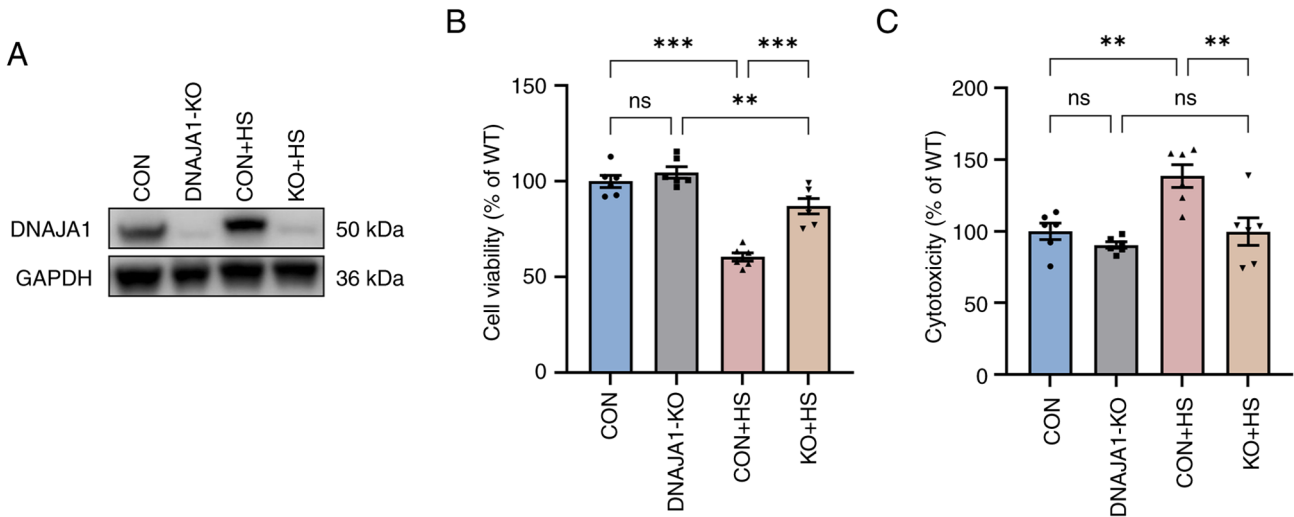 A
CON
DNAJA1-KO
CON+HS
KO+HS
DNAJA1
50 kDa
GAPDH
36 kDa
B
*** ***
ns **
Cell viability (% of WT)
150
100
50
0
CON
DNAJA1-KO
CON+HS
KO+HS
C
** **
ns ns
Cytotoxicity (% of WT)
200
150
100
50
0
CON
DNAJA1-KO
CON+HS
KO+HS